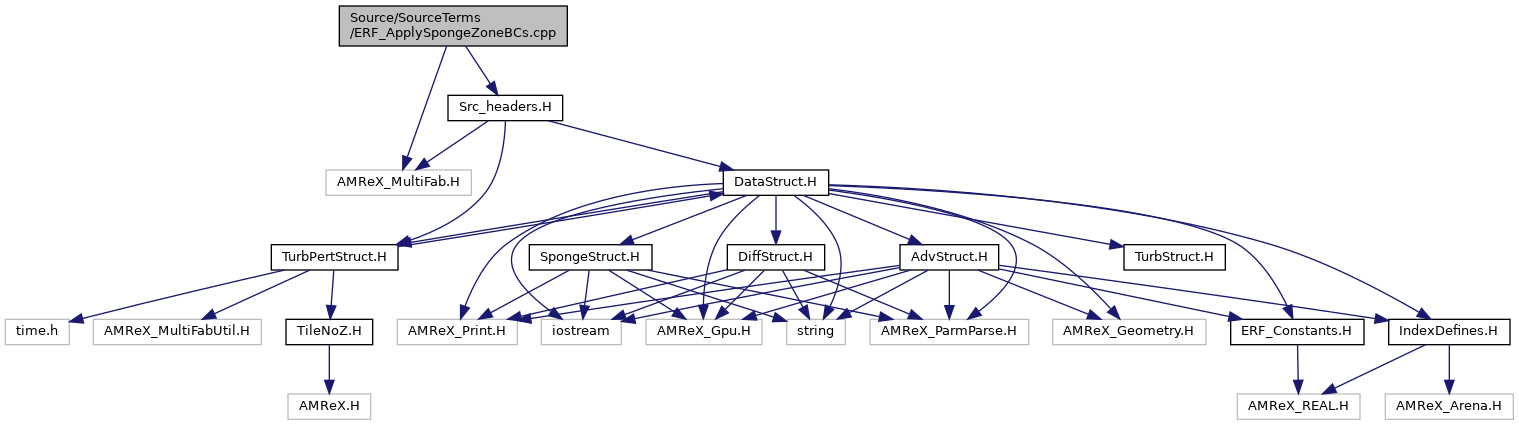 Source/SourceTerms
/ERF_ApplySpongeZoneBCs.cpp
Src_headers.H
AMReX_MultiFab.H
DataStruct.H
TurbPertStruct.H
SpongeStruct.H
DiffStruct.H
AdvStruct.H
TurbStruct.H
time.h
AMReX_MultiFabUtil.H
TileNoZ.H
AMReX_Print.H
iostream
AMReX_Gpu.H
string
AMReX_ParmParse.H
AMReX_Geometry.H
ERF_Constants.H
IndexDefines.H
AMReX.H
AMReX_REAL.H
AMReX_Arena.H